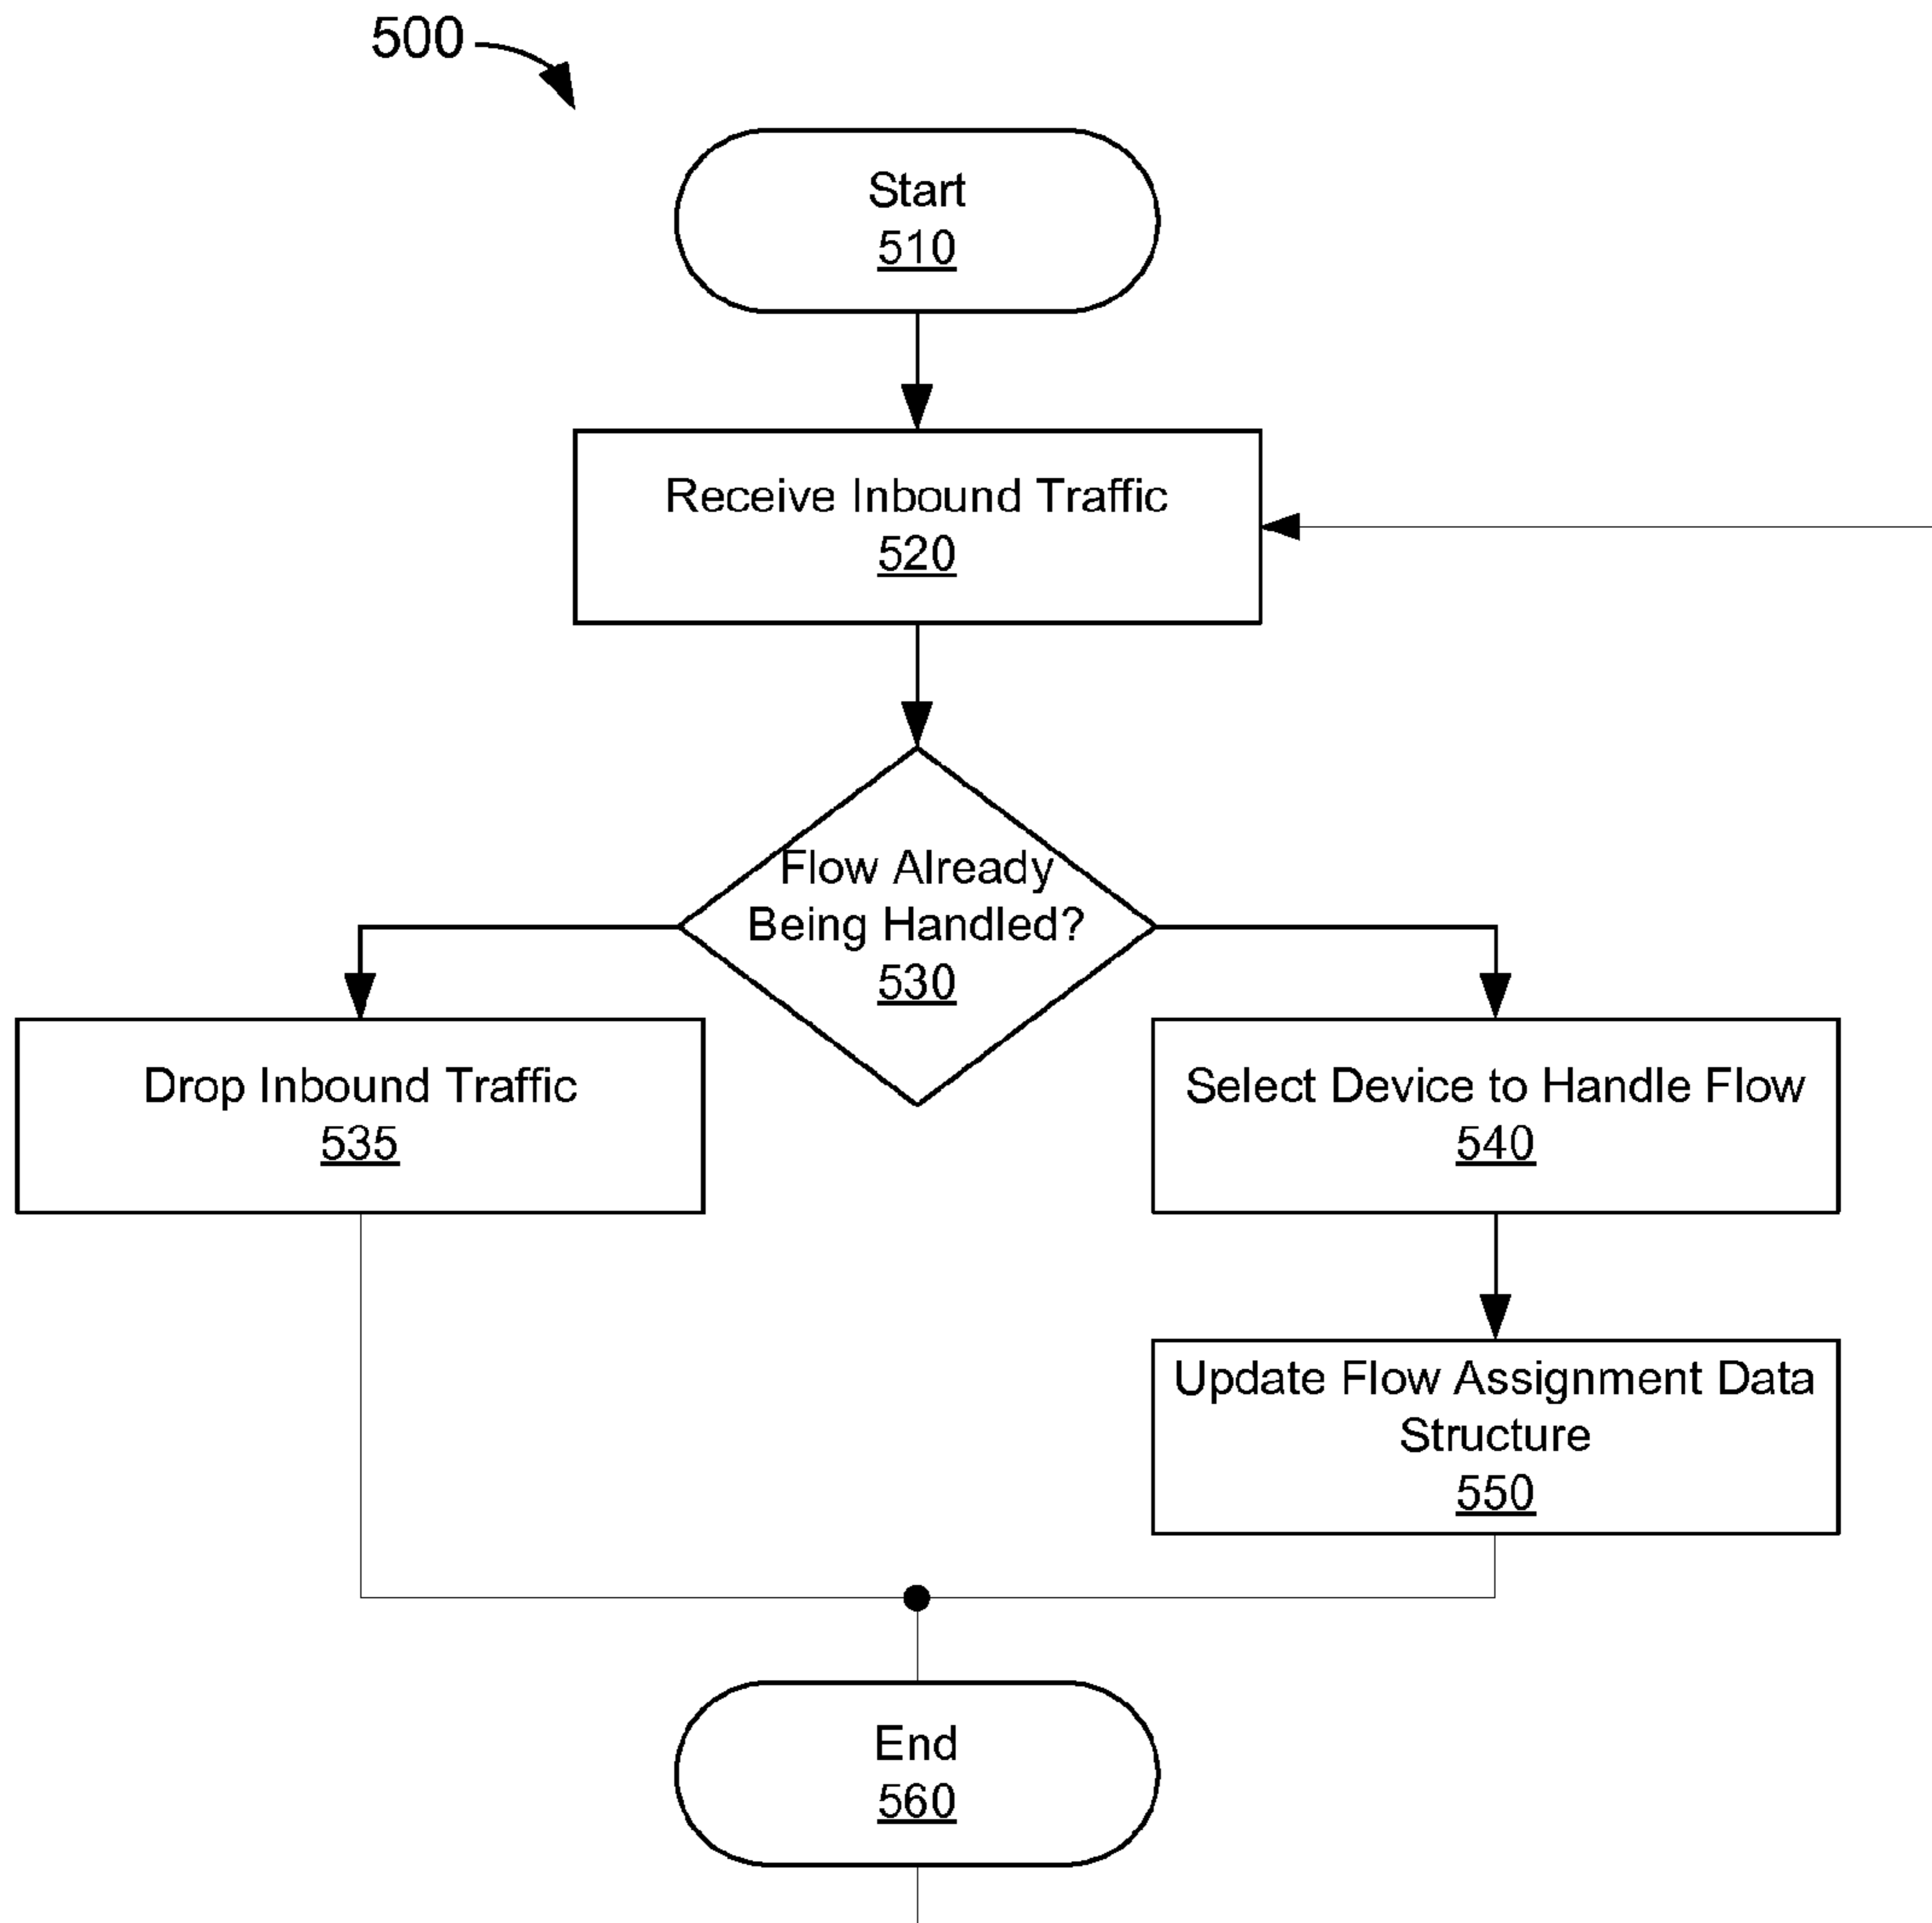 500
Start
510
Receive Inbound Traffic
520
Flow Already
Being Handled?
530
Drop Inbound Traffic
535
Select Device to Handle Flow
540
Update Flow Assignment Data
Structure
550
End
560